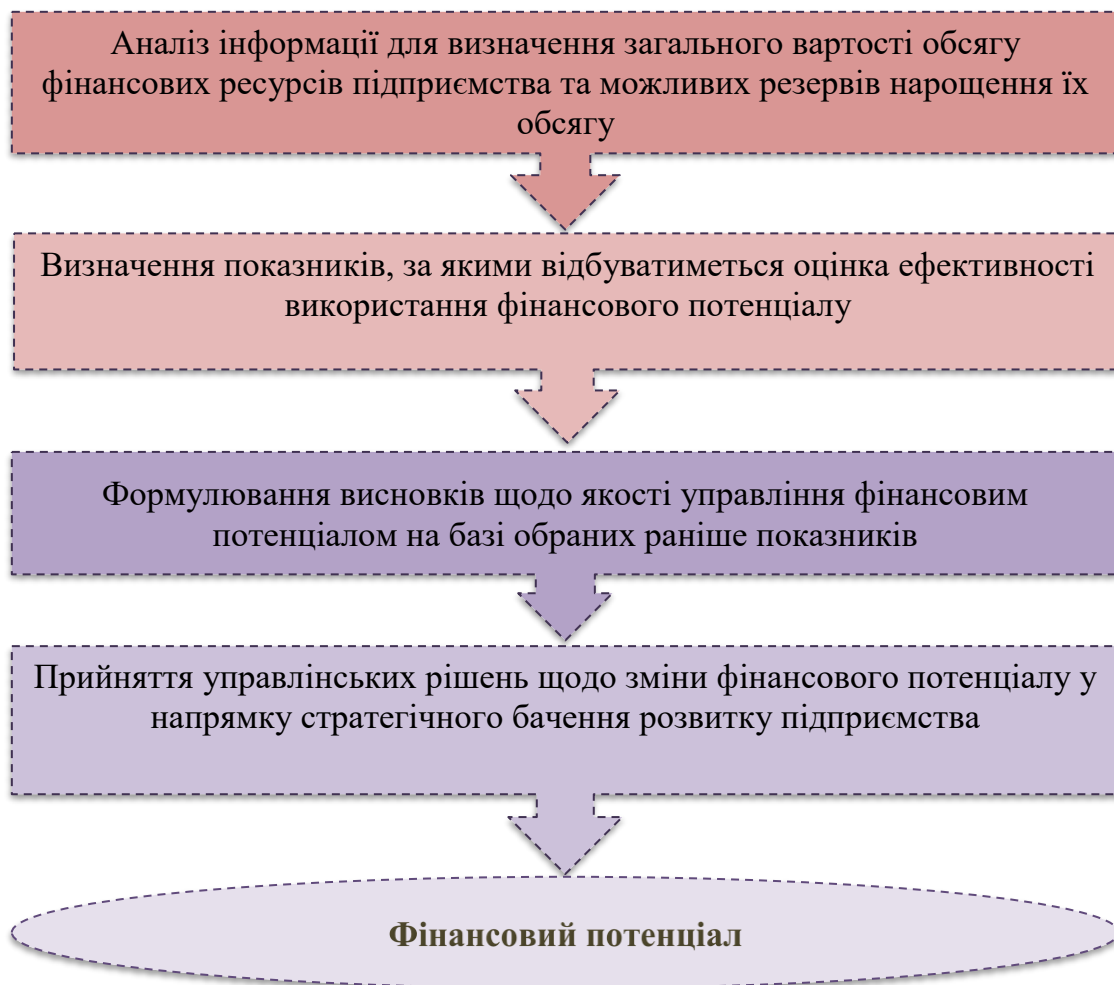 Аналіз інформації для визначення загального вартості обсягу
фінансових ресурсів підприємства та можливих резервів нарощення їх
обсягу
Визначення показників, за якими відбуватиметься оцінка ефективності
використання фінансового потенціалу
Формулювання висновків щодо якості управління фінансовим
потенціалом на базі обраних раніше показників
Прийняття управлінських рішень щодо зміни фінансового потенціалу у
напрямку стратегічного бачення розвитку підприємства
Фінансовий потенціал